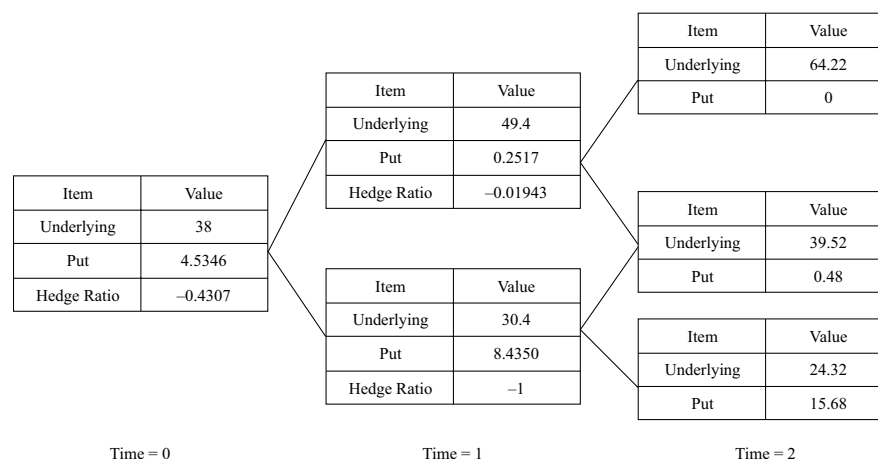 Item Value
Underlying 38
Put 4.5346
Hedge Ratio –0.4307
Time = 0
Item Value
Underlying 49.4
Put 0.2517
Hedge Ratio –0.01943
Item Value
Underlying 30.4
Put 8.4350
Hedge Ratio –1
Time = 1
Item Value
Underlying 64.22
Put 0
Item Value
Underlying 39.52
Put 0.48
Item Value
Underlying 24.32
Put 15.68
Time = 2